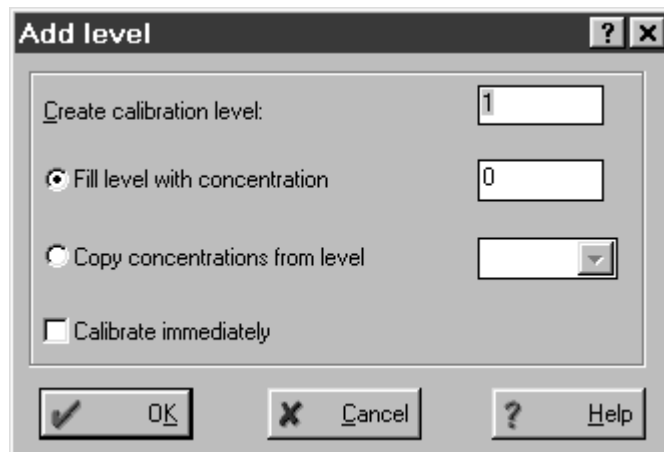 Add level
Create calibration level: 1
Fill level with concentration 0
Copy concentrations from level
Calibrate immediately
OK Cancel ? Help